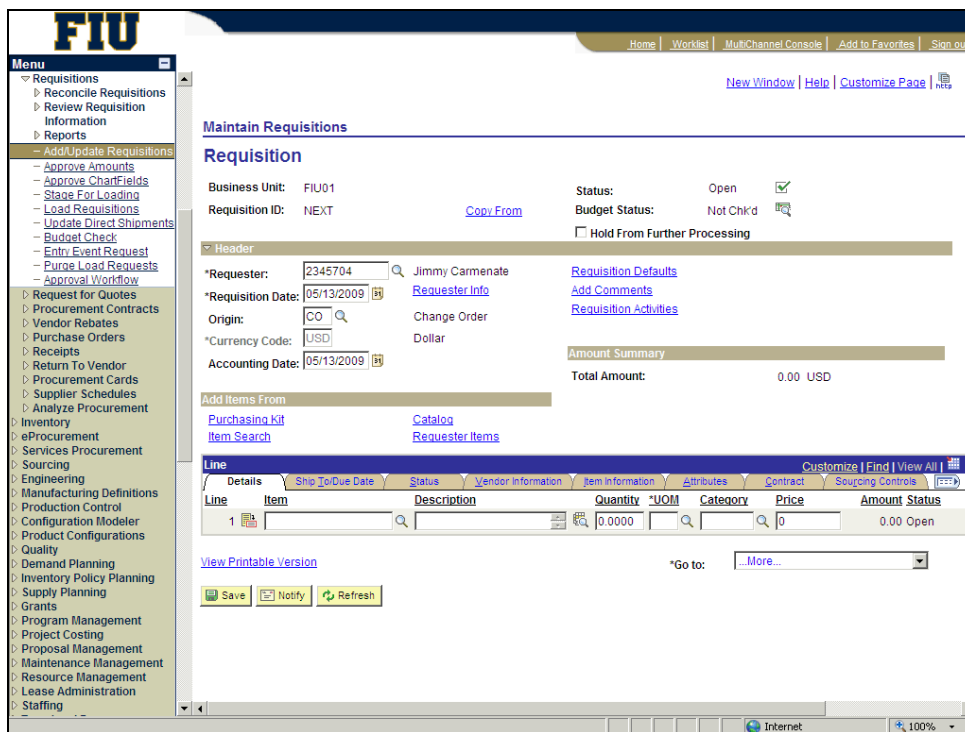 FIU
Home | Worklist | MultiChannel Console | Add to Favorites | Sign ou
Menu
New Window | Help | Customize Page | http
Requisitions
Reconcile Requisitions
Review Requisition
Information
Reports
Add/Update Requisitions
Approve Amounts
Approve ChartFields
Stage For Loading
Load Requisitions
Update Direct Shipments
Budget Check
Entry Event Request
Purge Load Requests
Approval Workflow
Request for Quotes
Procurement Contracts
Vendor Rebates
Purchase Orders
Receipts
Return To Vendor
Procurement Cards
Supplier Schedules
Analyze Procurement
Inventory
eProcurement
Services Procurement
Sourcing
Engineering
Manufacturing Definitions
Production Control
Configuration Modeler
Product Configurations
Quality
Demand Planning
Inventory Policy Planning
Supply Planning
Grants
Program Management
Project Costing
Proposal Management
Maintenance Management
Resource Management
Lease Administration
Staffing
Maintain Requisitions
Requisition
Business Unit: FIU01 Status: Open
Requisition ID: NEXT Copy From Budget Status: Not Chk'd
Hold From Further Processing
Header
*Requester: 2345704 Jimmy Carmenate Requisition Defaults
*Requisition Date: 05/13/2009 Requester Info Add Comments
Origin: CO Change Order Requisition Activities
*Currency Code: USD Dollar
Accounting Date: 05/13/2009 Amount Summary
Total Amount: 0.00 USD
Add Items From
Purchasing Kit Catalog
Item Search Requester Items
Line Customize | Find | View All |
Details Ship To/Due Date Status Vendor Information Item Information Attributes Contract Sourcing Controls
Line Item Description Quantity *UOM Category Price Amount Status
1 0.0000 0 0.00 Open
View Printable Version *Go to: ...More...
Save Notify Refresh
Internet 100%